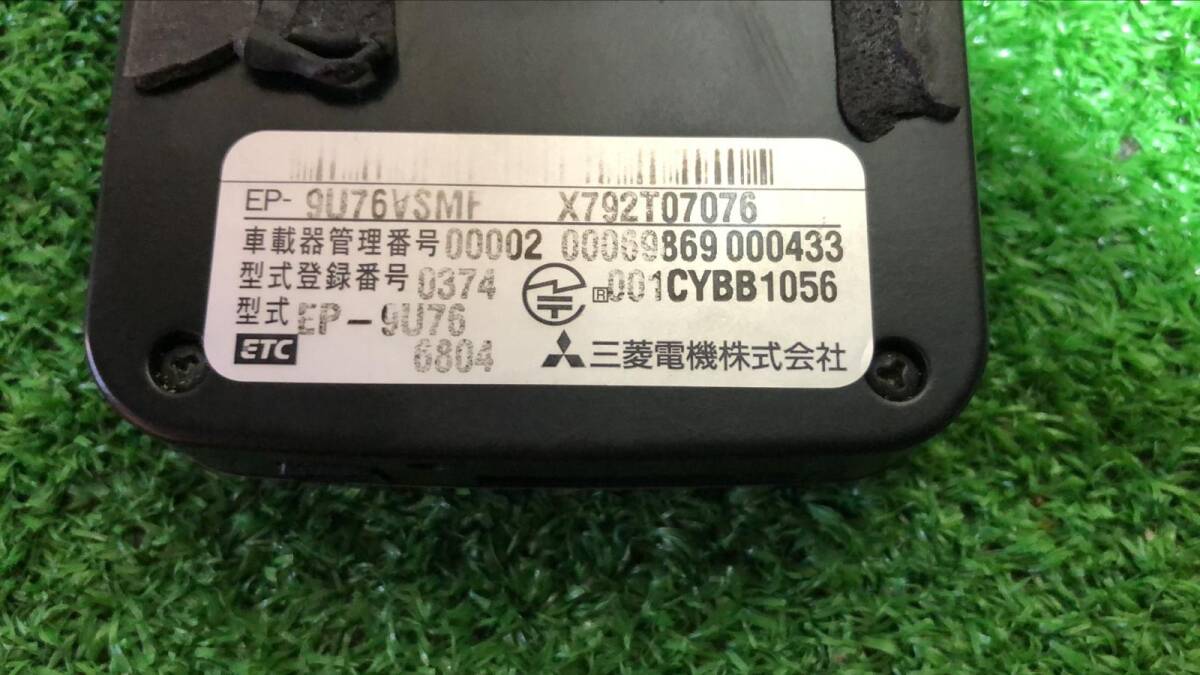 EP- 9U76VSMF X792T07076
車載器管理番号 00002 00069869 000433
型式登録番号 0374 R 001CYBB1056
型式 EP-9U76
ETC 6804 三菱電機株式会社